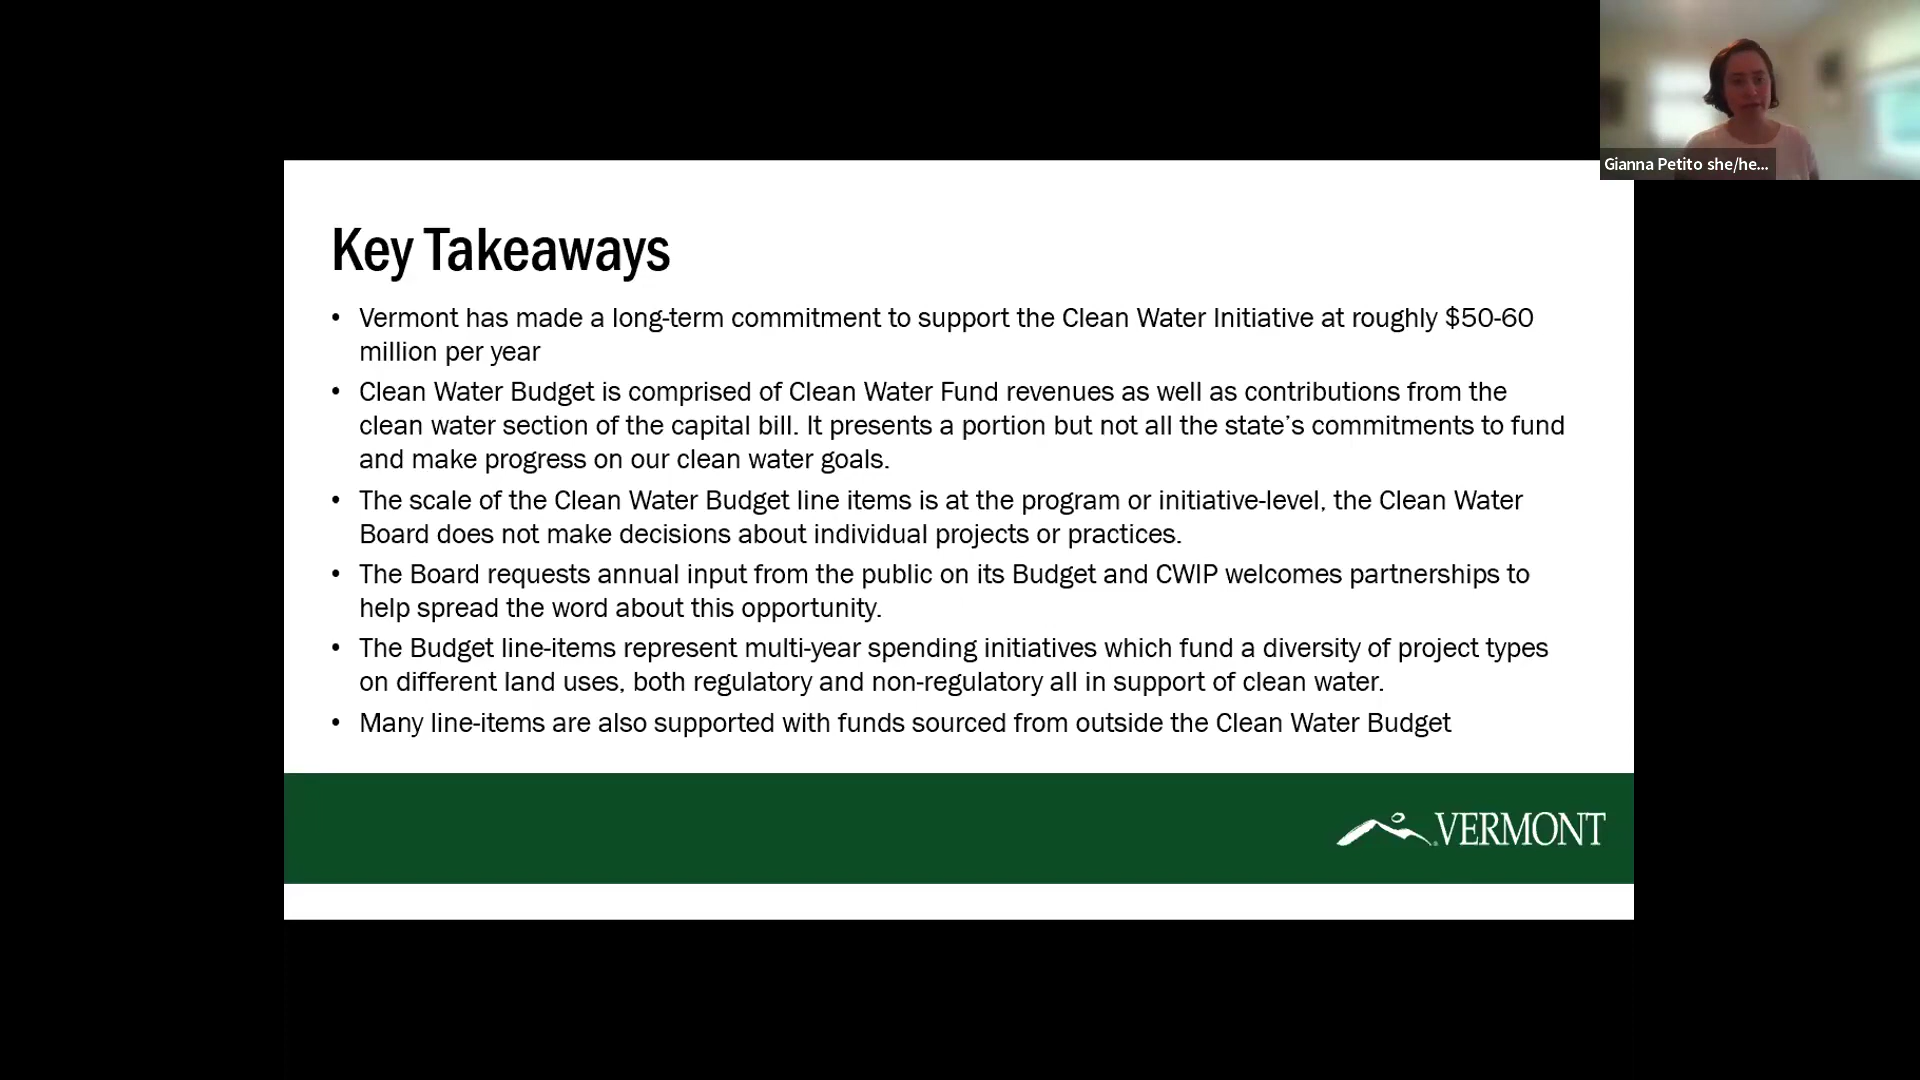 Gianna Petito she/he...
Key Takeaways
• Vermont has made a long-term commitment to support the Clean Water Initiative at roughly $50-60
million per year
• Clean Water Budget is comprised of Clean Water Fund revenues as well as contributions from the
clean water section of the capital bill. It presents a portion but not all the state’s commitments to fund
and make progress on our clean water goals.
• The scale of the Clean Water Budget line items is at the program or initiative-level, the Clean Water
Board does not make decisions about individual projects or practices.
• The Board requests annual input from the public on its Budget and CWIP welcomes partnerships to
help spread the word about this opportunity.
• The Budget line-items represent multi-year spending initiatives which fund a diversity of project types
on different land uses, both regulatory and non-regulatory all in support of clean water.
• Many line-items are also supported with funds sourced from outside the Clean Water Budget
VERMONT